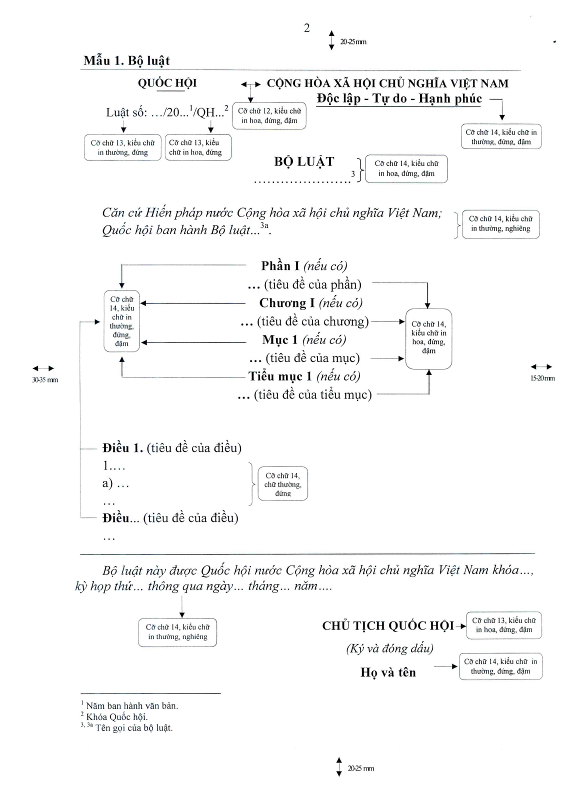 2
20-25mm
Mẫu 1. Bộ luật
QUỐC HỘI
CỘNG HÒA XÃ HỘI CHỦ NGHĨA VIỆT NAM
Độc lập - Tự do - Hạnh phúc
Luật số: .../20...1/QH...2
Cỡ chữ 12, kiểu chữ
in hoa, đứng, đậm
Cỡ chữ 13, kiểu chữ
in thường, đứng
Cỡ chữ 13, kiểu
chữ in hoa, đứng
Cỡ chữ 14, kiểu chữ in
thường, đứng, đậm
BỘ LUẬT
......................3
Cỡ chữ 14, kiểu chữ
in hoa, đứng, đậm
Căn cứ Hiến pháp nước Cộng hòa xã hội chủ nghĩa Việt Nam;
Quốc hội ban hành Bộ luật...3a.
Cỡ chữ 14, kiểu chữ
in thường, nghiêng
Phần I (nếu có)
... (tiêu đề của phần)
Chương I (nếu có)
... (tiêu đề của chương)
Mục 1 (nếu có)
... (tiêu đề của mục)
Tiểu mục 1 (nếu có)
... (tiêu đề của tiểu mục)
Cỡ chữ
14, kiểu
chữ in
thường,
đứng,
đậm
Cỡ chữ 14,
kiểu chữ in
hoa, đứng,
đậm
30-35 mm
15-20 mm
Điều 1. (tiêu đề của điều)
1....
a) ...
...
Cỡ chữ 14,
chữ thường,
đứng
Điều... (tiêu đề của điều)
...
Bộ luật này được Quốc hội nước Cộng hòa xã hội chủ nghĩa Việt Nam khóa...,
kỳ họp thứ... thông qua ngày... tháng... năm....
Cỡ chữ 14, kiểu chữ
in thường, nghiêng
CHỦ TỊCH QUỐC HỘI
Cỡ chữ 13, kiểu chữ
in hoa, đứng, đậm
(Ký và đóng dấu)
Họ và tên
Cỡ chữ 14, kiểu chữ in
thường, đứng, đậm
1 Năm ban hành văn bản.
2 Khóa Quốc hội.
3, 3a Tên gọi của bộ luật.
20-25 mm